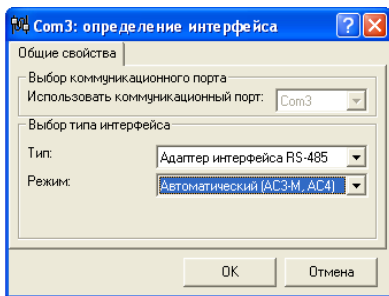 Com3: определение интерфейса
Общие свойства
Выбор коммуникационного порта
Использовать коммуникационный порт: Com3
Выбор типа интерфейса
Тип: Адаптер интерфейса RS-485
Режим: Автоматический (АС3-М, АС4)
OK Отмена